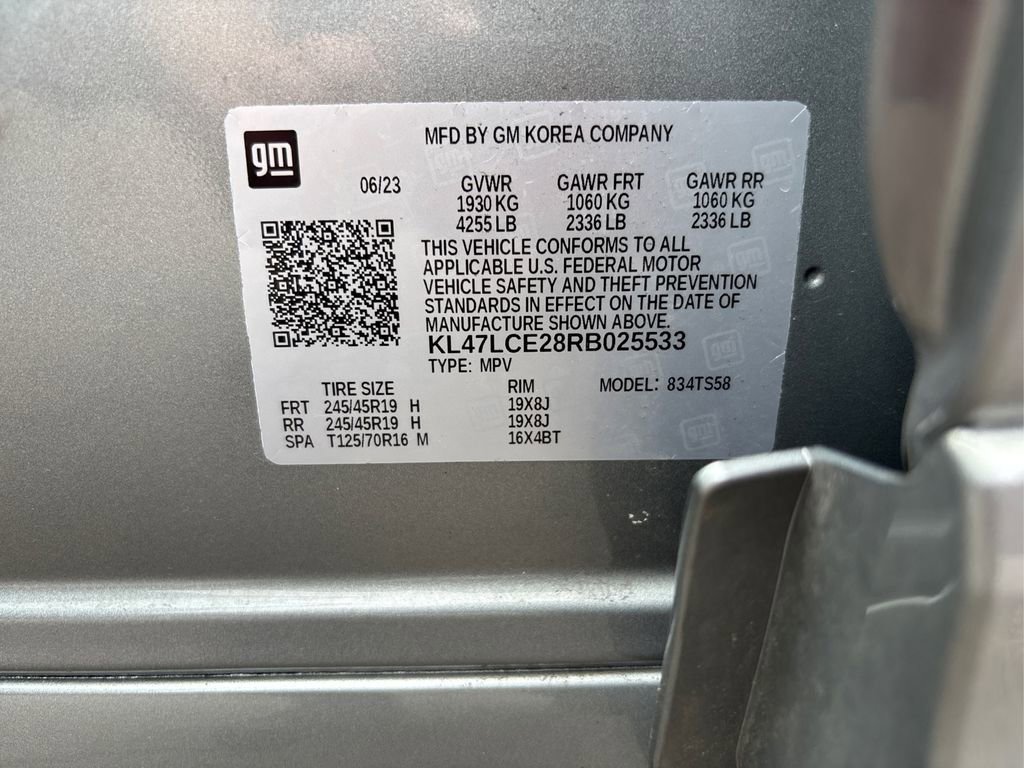 gm
MFD BY GM KOREA COMPANY
06/23 GVWR GAWR FRT GAWR RR
1930 KG 1060 KG 1060 KG
4255 LB 2336 LB 2336 LB
THIS VEHICLE CONFORMS TO ALL
APPLICABLE U.S. FEDERAL MOTOR
VEHICLE SAFETY AND THEFT PREVENTION
STANDARDS IN EFFECT ON THE DATE OF
MANUFACTURE SHOWN ABOVE.
KL47LCE28RB025533
TYPE: MPV
TIRE SIZE RIM MODEL: 834TS58
FRT 245/45R19 H 19X8J
RR 245/45R19 H 19X8J
SPA T125/70R16 M 16X4BT